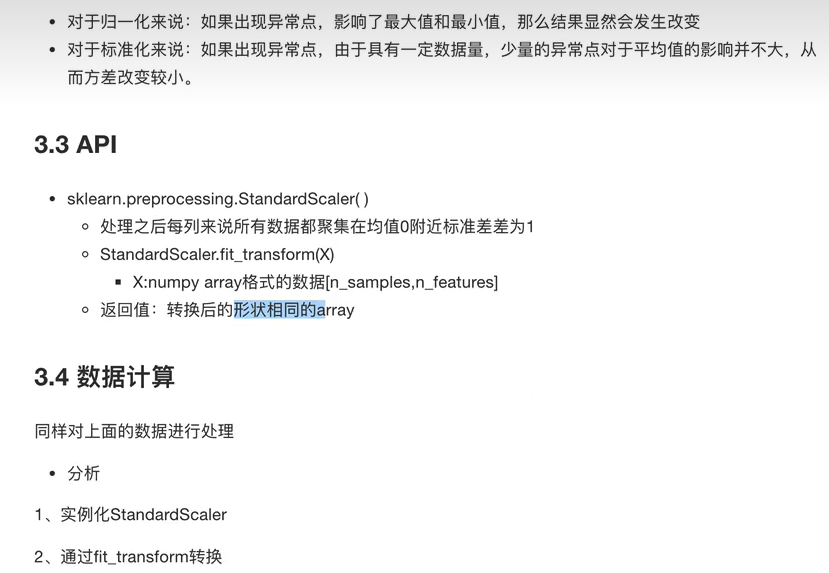 • 对于归一化来说：如果出现异常点，影响了最大值和最小值，那么结果显然会发生改变
• 对于标准化来说：如果出现异常点，由于具有一定数据量，少量的异常点对于平均值的影响并不大，从
而方差改变较小。
3.3 API
• sklearn.preprocessing.StandardScaler( )
○ 处理之后每列来说所有数据都聚集在均值0附近标准差差为1
○ StandardScaler.fit_transform(X)
▪ X:numpy array格式的数据[n_samples,n_features]
○ 返回值：转换后的形状相同的array
3.4 数据计算
同样对上面的数据进行处理
• 分析
1、实例化StandardScaler
2、通过fit_transform转换